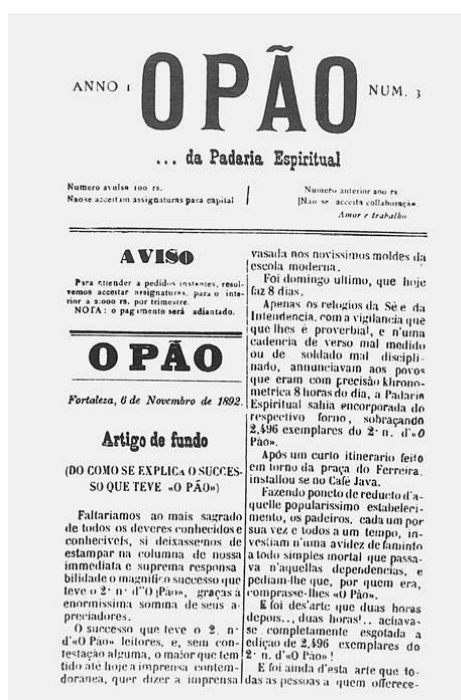 ANNO 1
O PÃO
NUM. 3
... da Padaria Espiritual
Numero avulso 100 rs.
Nao se acceitam assignaturas para capital
Numero anterior 200 rs
Não se acceita collaboração.
Amor e trabalho
AVISO
Para attender a pedidos instantes, resol-
vemos acceitar assignaturas, para o inte-
rior a 2:000 rs. por trimestre.
NOTA: o pagamento será adiantado.
O PÃO
Fortaleza, 6 de Novembro de 1892.
Artigo de fundo
(DO COMO SE EXPLICA O SUCCES-
SO QUE TEVE «O PÃO»)
Faltariamos ao mais sagrado
de todos os deveres conhecidos e
conheciveis, si deixassemos de
estampar na columna de nossa
immediata e suprema responsa
bilidade o magnifico successo que
teve o 2· n· d'«O Pão», graças á
enormissima somma de seus a-
preciadores.
O successo que teve o 2. n·
d'«O Pão» leitores, e, sem con-
testação alguma, o maior que tem
tido até hoje a imprensa contem-
doranea, quer dizer a imprensa
vasada nos novissimos moldes da
escola moderna.
Foi domingo ultimo, que hoje
faz 8 dias.
Apenas os relogios da Sé e da
Intendencia, com a vigilancia que
que lhes é proverbial, e n'uma
cadencia de verso mal medido
ou de soldado mal discipli-
nado, annunciavam aos povos
que eram com precisão khrono-
metrica 8 horas do dia, a Padaria
Espiritual sahia encorporada do
respectivo forno, sobraçando
2,496 exemplares do 2· n. d'«O
Pão».
Após um curto itinerario feito
em torno da praça do Ferreira.
installou se no Café Java.
Fazendo poncto de reducto d'a-
quelle popularissimo estabeleci-
mento, os padeiros, cada um por
sua vez e todos a um tempo, in-
vestiam n'uma avidez de faminto
a todo simples mortal que passa-
va n'aquellas dependencias, e
pediam-lhe que, por quem era,
comprasse-lhes «O Pão».
E foi des'arte que duas horas
depois.., duas horas!.. achava-
se completamente esgotada a
edição de 2,496 exemplares do
2· n. d'«O Pão»!
E foi ainda d'esta arte que to-
das as pessoas a quem offerece-